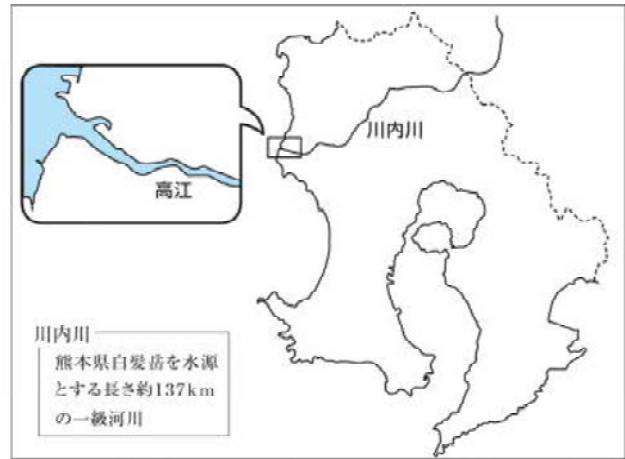 川内川
高江
川内川
熊本県白髪岳を水源
とする長さ約137km
の一級河川